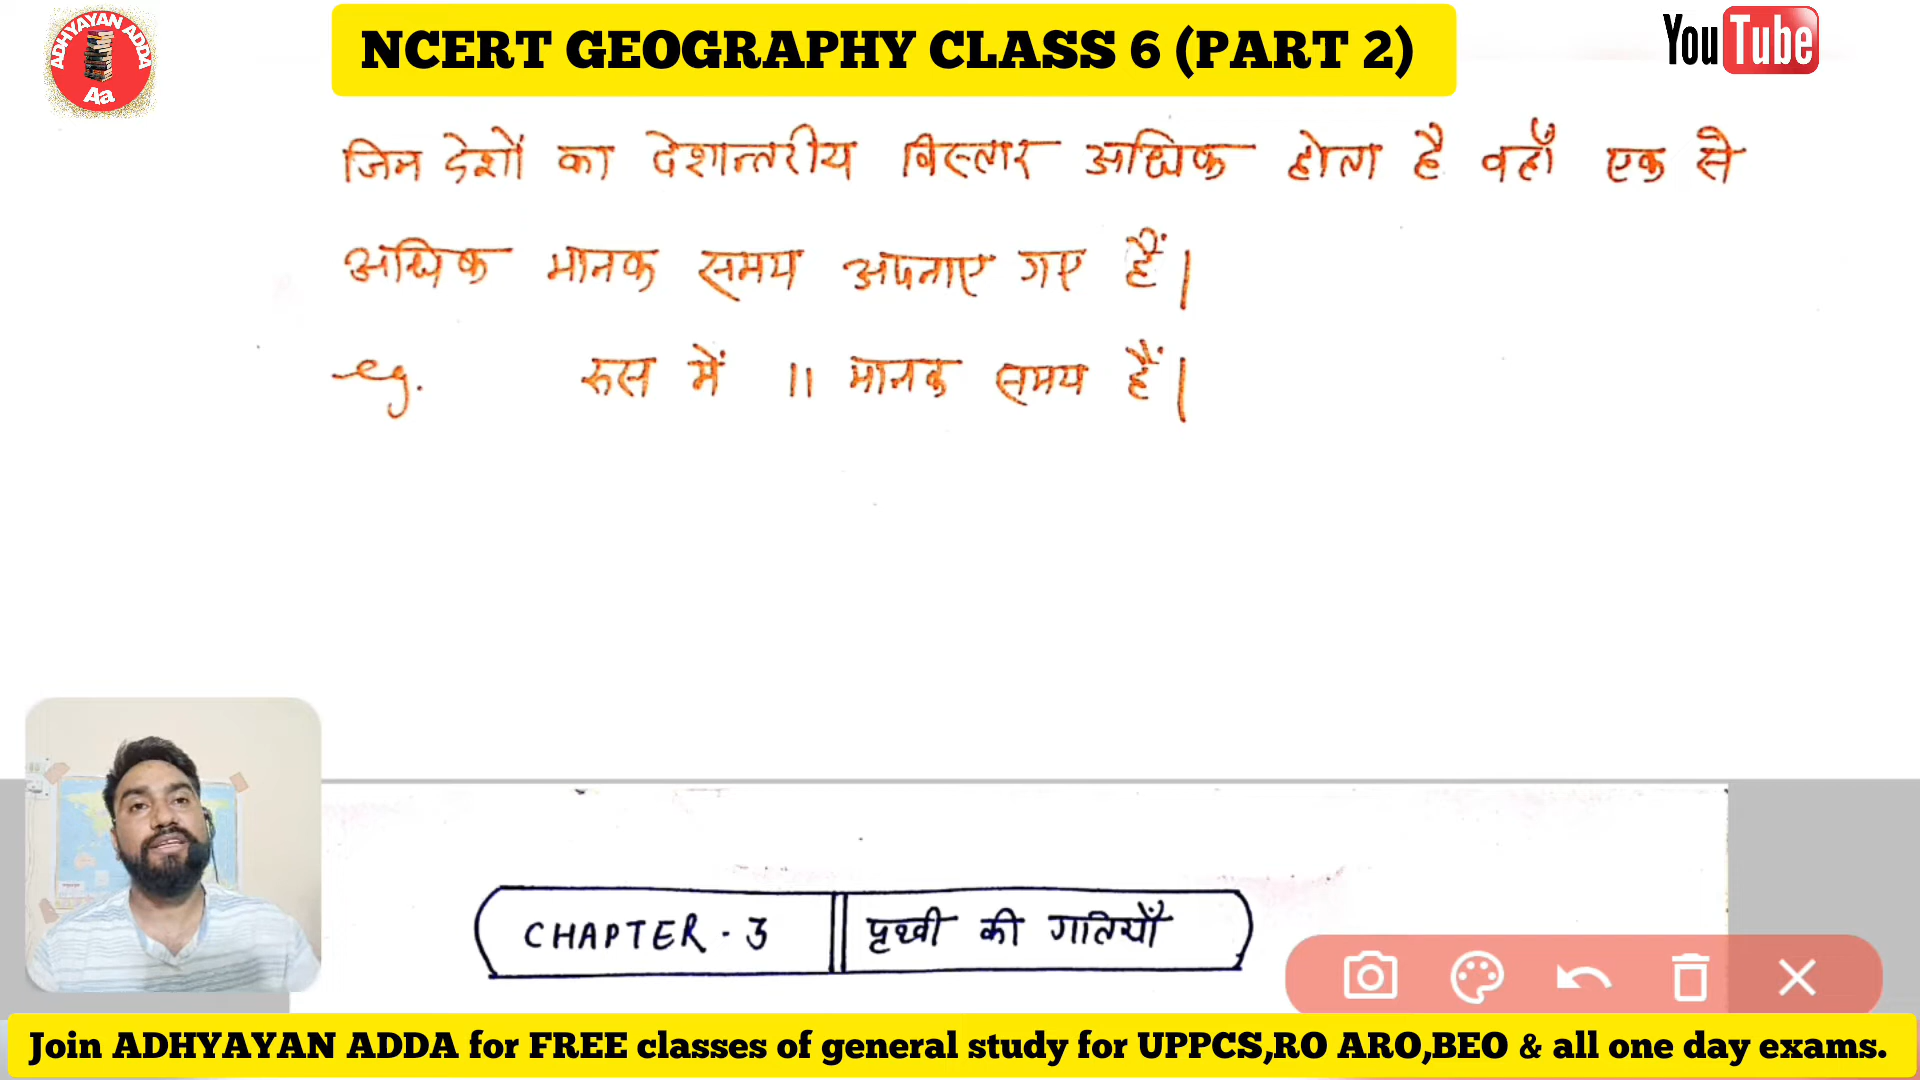 ADHYAYAN ADDA
Aa
NCERT GEOGRAPHY CLASS 6 (PART 2)
YouTube
जिन देशों का देशान्तरीय विस्तार अधिक होता है वहाँ एक से
अधिक मानक समय अपनाए गए हैं|
eg. रुस में 11 मानक समय हैं|
CHAPTER - 3 पृथ्वी की गतियाँ
Join ADHYAYAN ADDA for FREE classes of general study for UPPCS,RO ARO,BEO & all one day exams.